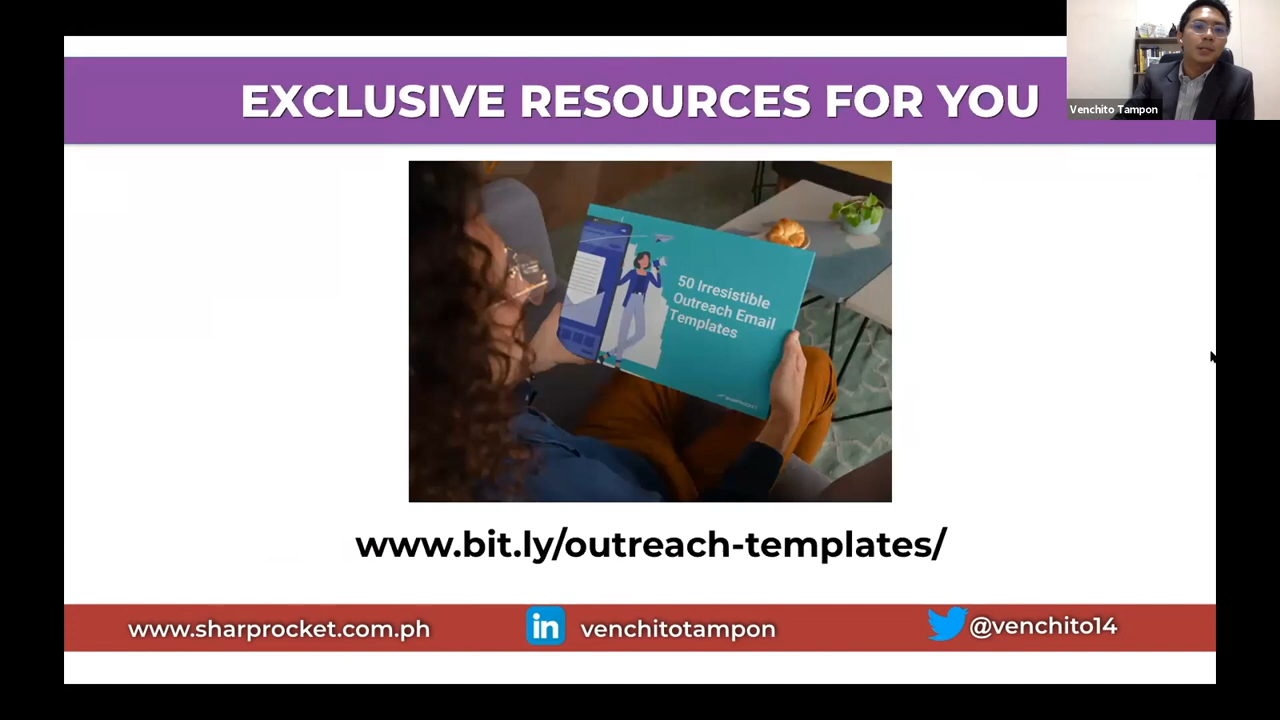 EXCLUSIVE RESOURCES FOR YOU
Venchito Tampon
50 Irresistible
Outreach Email
Templates
www.bit.ly/outreach-templates/
www.sharprocket.com.ph
in
venchitotampon
@venchito14